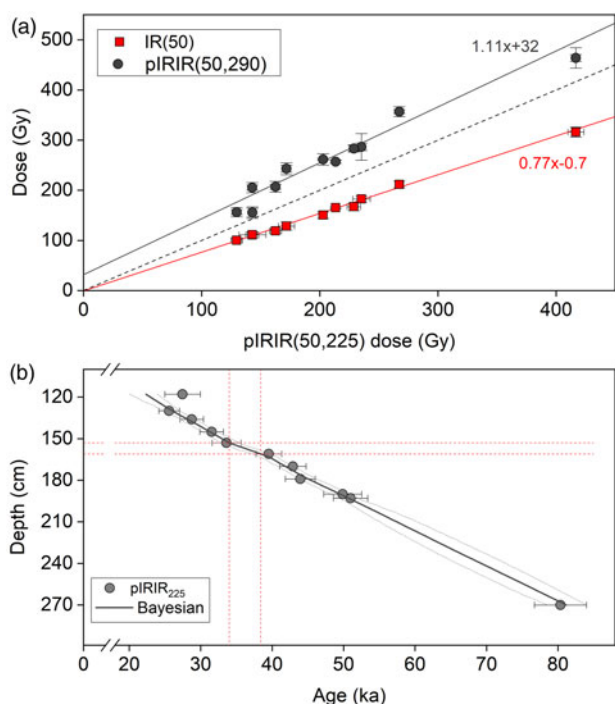 (a)
IR(50)
pIRIR(50,290)
1.11x+32
0.77x-0.7
Dose (Gy)
500
400
300
200
100
0
100 200 300 400
pIRIR(50,225) dose (Gy)
(b)
Depth (cm)
120
150
180
210
240
270
pIRIR225
Bayesian
0 20 30 40 50 60 70 80
Age (ka)